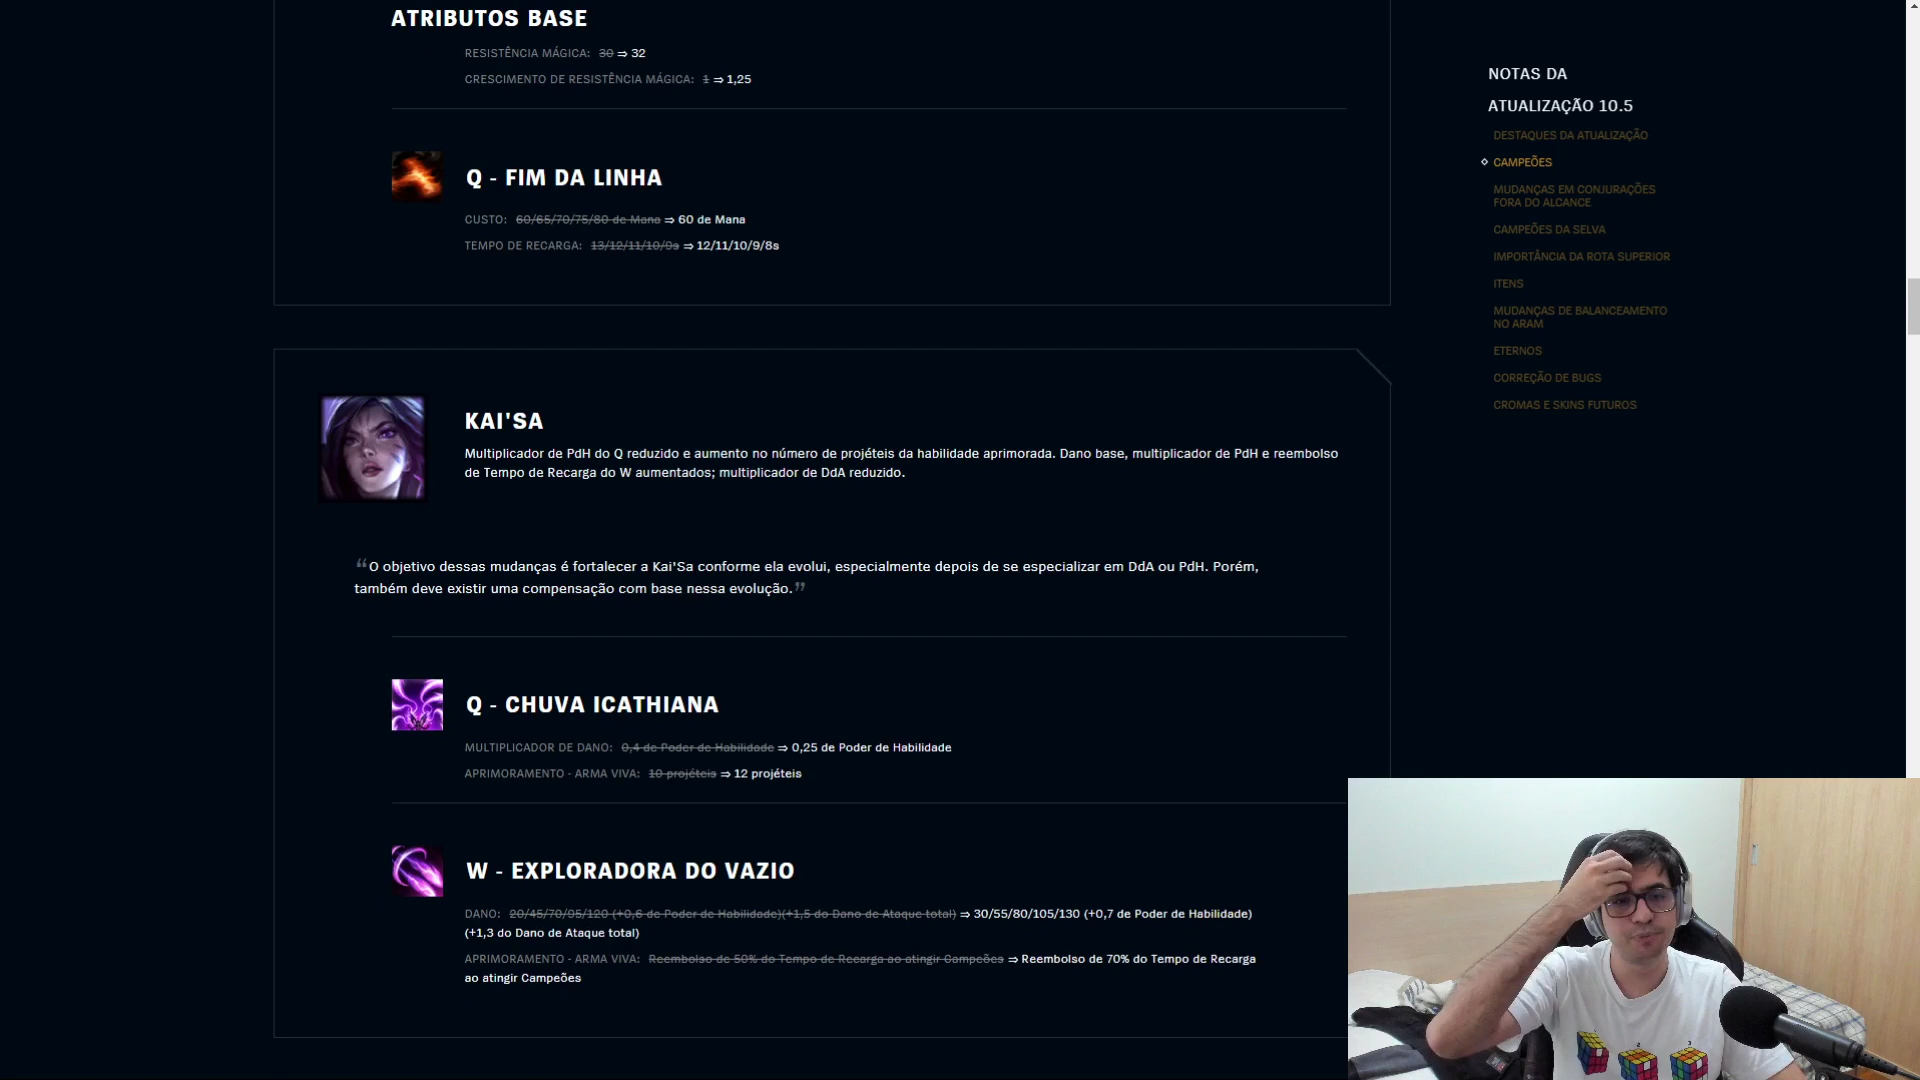 ATRIBUTOS BASE
RESISTÊNCIA MÁGICA: 30 ⇒ 32
CRESCIMENTO DE RESISTÊNCIA MÁGICA: 1 ⇒ 1,25
Q - FIM DA LINHA
CUSTO: 60/65/70/75/80 de Mana ⇒ 60 de Mana
TEMPO DE RECARGA: 13/12/11/10/9s ⇒ 12/11/10/9/8s
KAI'SA
Multiplicador de PdH do Q reduzido e aumento no número de projéteis da habilidade aprimorada. Dano base, multiplicador de PdH e reembolso
de Tempo de Recarga do W aumentados; multiplicador de DdA reduzido.
“O objetivo dessas mudanças é fortalecer a Kai'Sa conforme ela evolui, especialmente depois de se especializar em DdA ou PdH. Porém,
também deve existir uma compensação com base nessa evolução.”
Q - CHUVA ICATHIANA
MULTIPLICADOR DE DANO: 0,4 de Poder de Habilidade ⇒ 0,25 de Poder de Habilidade
APRIMORAMENTO - ARMA VIVA: 10 projéteis ⇒ 12 projéteis
W - EXPLORADORA DO VAZIO
DANO: 20/45/70/95/120 (+0,6 de Poder de Habilidade)(+1,5 do Dano de Ataque total) ⇒ 30/55/80/105/130 (+0,7 de Poder de Habilidade)
(+1,3 do Dano de Ataque total)
APRIMORAMENTO - ARMA VIVA: Reembolso de 50% do Tempo de Recarga ao atingir Campeões ⇒ Reembolso de 70% do Tempo de Recarga
ao atingir Campeões
NOTAS DA
ATUALIZAÇÃO 10.5
DESTAQUES DA ATUALIZAÇÃO
CAMPEÕES
MUDANÇAS EM CONJURAÇÕES
FORA DO ALCANCE
CAMPEÕES DA SELVA
IMPORTÂNCIA DA ROTA SUPERIOR
ITENS
MUDANÇAS DE BALANCEAMENTO
NO ARAM
ETERNOS
CORREÇÃO DE BUGS
CROMAS E SKINS FUTUROS
2
3